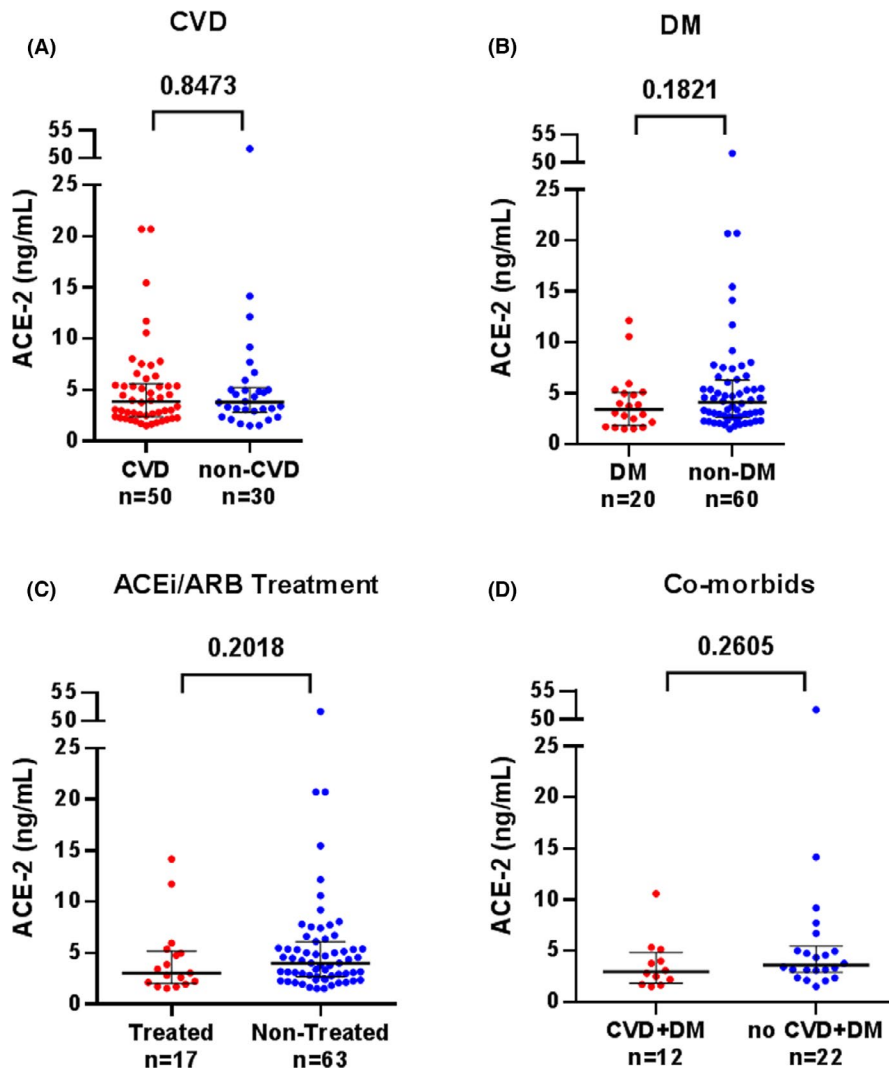 (A)
CVD
0.8473
55
50
25
20
15
10
5
0
ACE-2 (ng/mL)
CVD
n=50
non-CVD
n=30
(B)
DM
0.1821
55
50
25
20
15
10
5
0
ACE-2 (ng/mL)
DM
n=20
non-DM
n=60
(C)
ACEi/ARB Treatment
0.2018
55
50
25
20
15
10
5
0
ACE-2 (ng/mL)
Treated
n=17
Non-Treated
n=63
(D)
Co-morbids
0.2605
55
50
25
20
15
10
5
0
ACE-2 (ng/mL)
CVD+DM
n=12
no CVD+DM
n=22